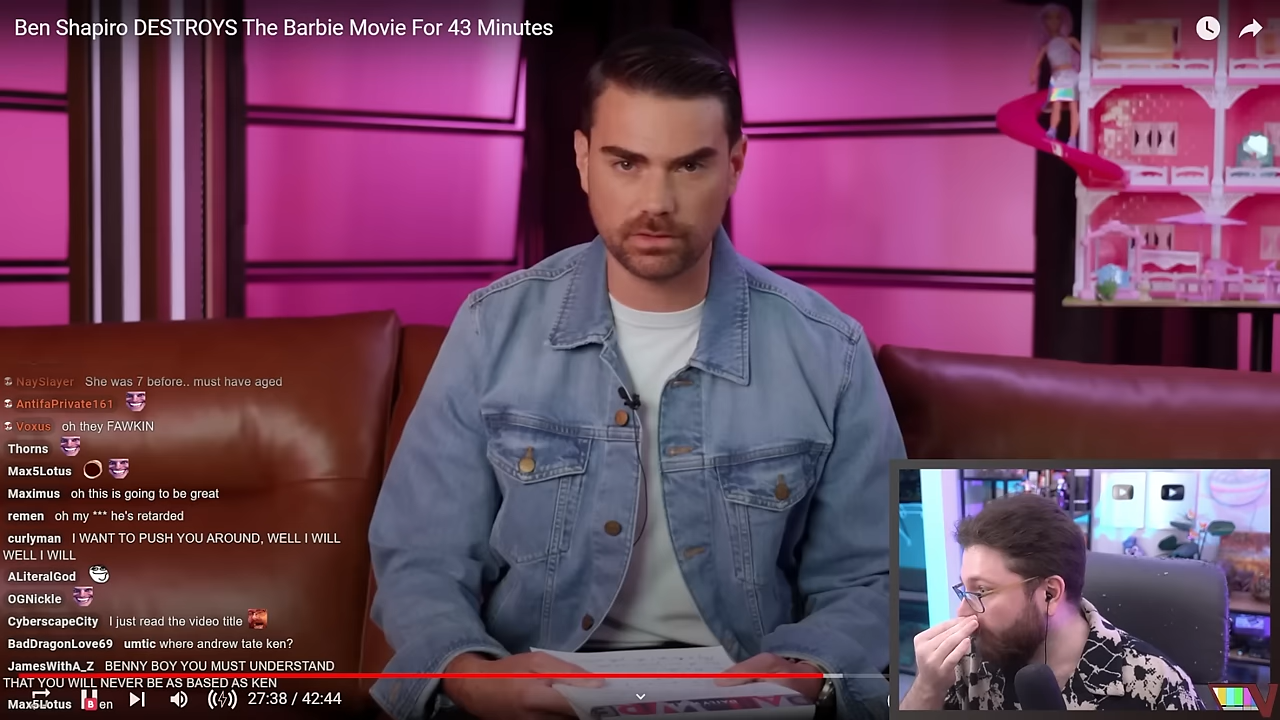 Ben Shapiro DESTROYS The Barbie Movie For 43 Minutes
NaySlayer She was 7 before.. must have aged
AntifaPrivate161
Voxus oh they FAWKIN
Thorns
Max5Lotus
Maximus oh this is going to be great
remen oh my *** he's retarded
curlyman I WANT TO PUSH YOU AROUND, WELL I WILL
WELL I WILL
ALiteralGod
OGNickle
CyberscapeCity I just read the video title
BadDragonLove69 umtic where andrew tate ken?
JamesWithA_Z BENNY BOY YOU MUST UNDERSTAND
THAT YOU WILL NEVER BE AS BASED AS KEN
Max5Lotus B en
27:38 / 42:44